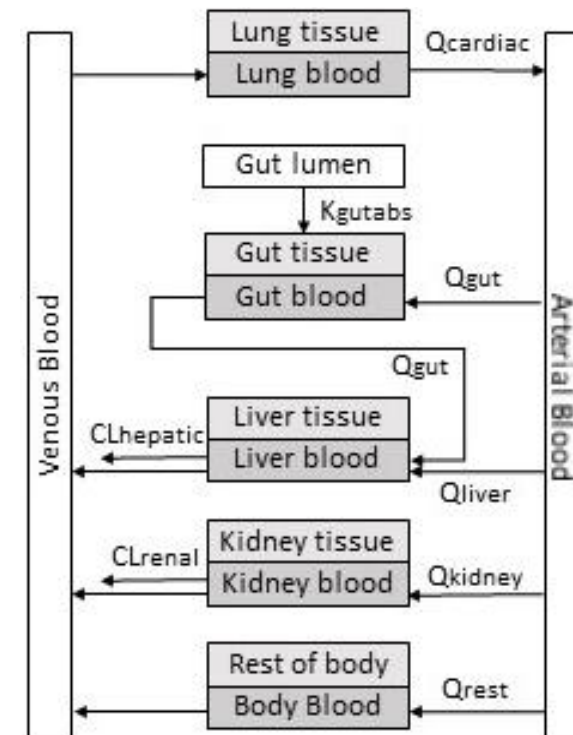 Lung tissue
Lung blood
Qcardiac
Gut lumen
Kgutabs
Gut tissue
Gut blood
Qgut
Qgut
Liver tissue
Liver blood
CLhepatic
Qliver
Kidney tissue
Kidney blood
CLrenal
Qkidney
Rest of body
Body Blood
Qrest
Venous Blood
Arterial Blood